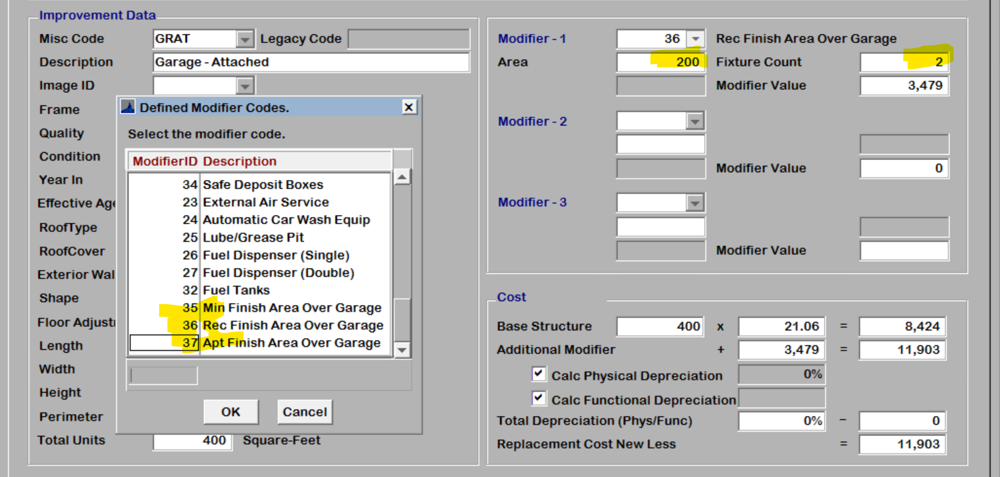 Improvement Data
Misc Code GRAT Legacy Code
Description Garage - Attached
Image ID
Frame
Quality
Condition
Year In
Effective Age
RoofType
RoofCover
Exterior Wal
Shape
Floor Adjust
Length
Width
Height
Perimeter
Total Units 400 Square-Feet
Defined Modifier Codes.
Select the modifier code.
ModifierID Description
34 Safe Deposit Boxes
23 External Air Service
24 Automatic Car Wash Equip
25 Lube/Grease Pit
26 Fuel Dispenser (Single)
27 Fuel Dispenser (Double)
32 Fuel Tanks
35 Min Finish Area Over Garage
36 Rec Finish Area Over Garage
37 Apt Finish Area Over Garage
OK Cancel
Modifier - 1 36 Rec Finish Area Over Garage
Area 200 Fixture Count 2
Modifier Value 3,479
Modifier - 2
Modifier Value 0
Modifier - 3
Modifier Value
Cost
Base Structure 400 x 21.06 = 8,424
Additional Modifier + 3,479 = 11,903
Calc Physical Depreciation 0%
Calc Functional Depreciation
Total Depreciation (Phys/Func) 0% – 0
Replacement Cost New Less = 11,903